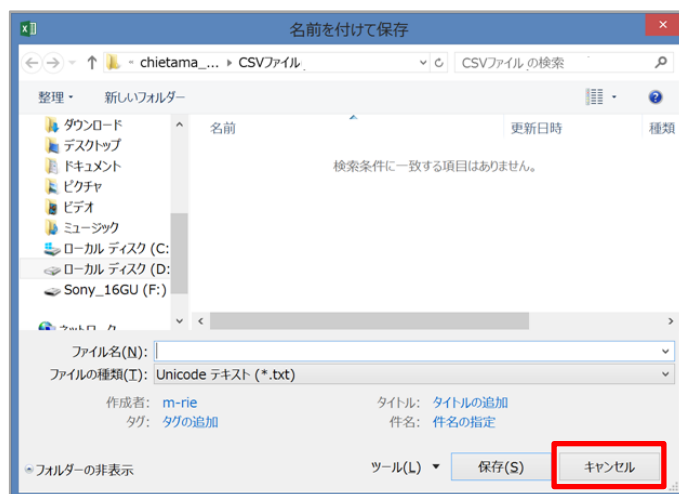 名前を付けて保存
chietama_... ▸ CSVファイル
CSVファイル の検索
整理
新しいフォルダー
ダウンロード
デスクトップ
ドキュメント
ピクチャ
ビデオ
ミュージック
ローカル ディスク (C:
ローカル ディスク (D:
Sony_16GU (F:)
ネットワーク
名前
更新日時
種類
検索条件に一致する項目はありません。
ファイル名(N):
ファイルの種類(T): Unicode テキスト (*.txt)
作成者: m-rie
タイトル: タイトルの追加
タグ: タグの追加
件名: 件名の指定
フォルダーの非表示
ツール(L)
保存(S)
キャンセル